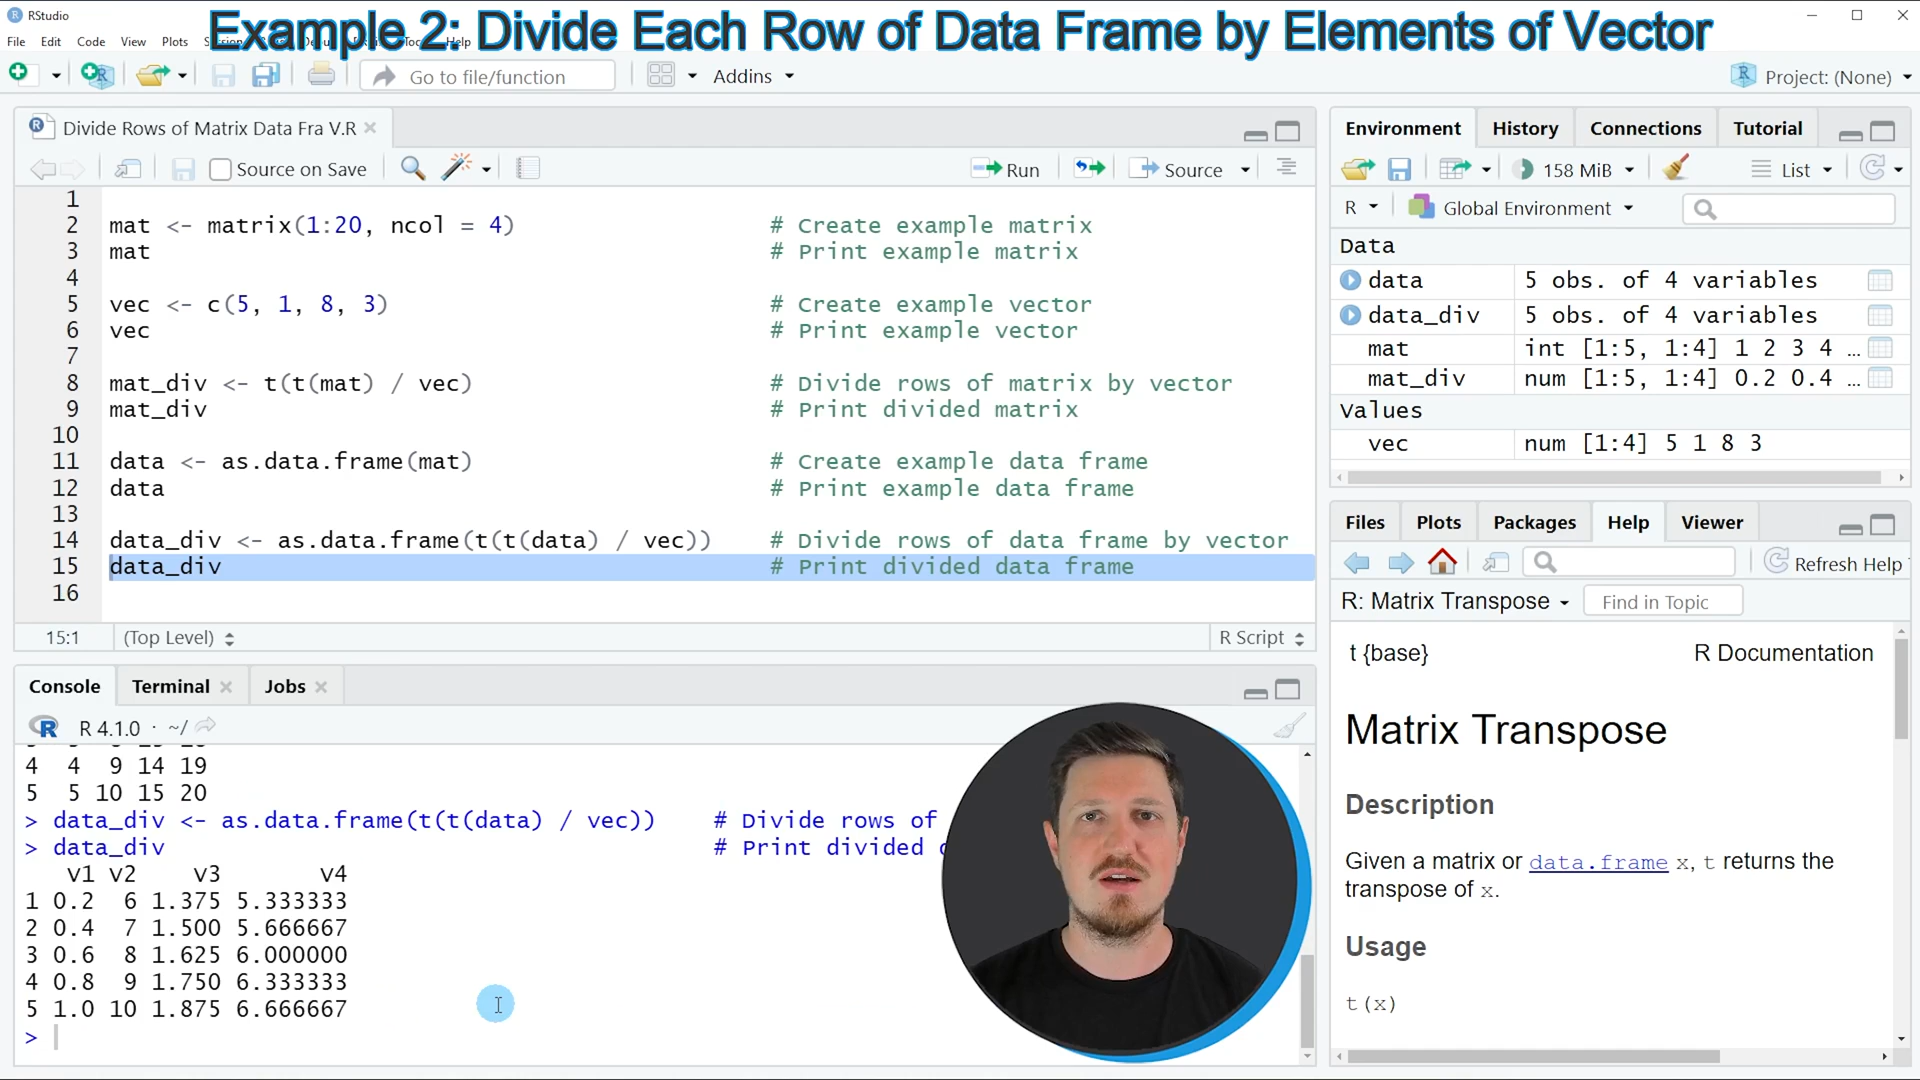 RStudio
Example 2: Divide Each Row of Data Frame by Elements of Vector
File Edit Code View Plots Help
Go to file/function
Addins
Project: (None)
Divide Rows of Matrix Data Fra V.R
Source on Save
Run
Source
1
2 mat <- matrix(1:20, ncol = 4) # Create example matrix
3 mat # Print example matrix
4
5 vec <- c(5, 1, 8, 3) # Create example vector
6 vec # Print example vector
7
8 mat_div <- t(t(mat) / vec) # Divide rows of matrix by vector
9 mat_div # Print divided matrix
10
11 data <- as.data.frame(mat) # Create example data frame
12 data # Print example data frame
13
14 data_div <- as.data.frame(t(t(data) / vec)) # Divide rows of data frame by vector
15 data_div # Print divided data frame
16
15:1 (Top Level) R Script
Console Terminal Jobs
R 4.1.0 · ~/
4 4 9 14 19
5 5 10 15 20
> data_div <- as.data.frame(t(t(data) / vec)) # Divide rows of
> data_div # Print divided
V1 V2 V3 V4
1 0.2 6 1.375 5.333333
2 0.4 7 1.500 5.666667
3 0.6 8 1.625 6.000000
4 0.8 9 1.750 6.333333
5 1.0 10 1.875 6.666667
>
Environment History Connections Tutorial
158 MiB
List
R Global Environment
Data
data 5 obs. of 4 variables
data_div 5 obs. of 4 variables
mat int [1:5, 1:4] 1 2 3 4 ...
mat_div num [1:5, 1:4] 0.2 0.4 ...
Values
vec num [1:4] 5 1 8 3
Files Plots Packages Help Viewer
Refresh Help
R: Matrix Transpose Find in Topic
t {base} R Documentation
Matrix Transpose
Description
Given a matrix or data.frame x, t returns the
transpose of x.
Usage
t(x)